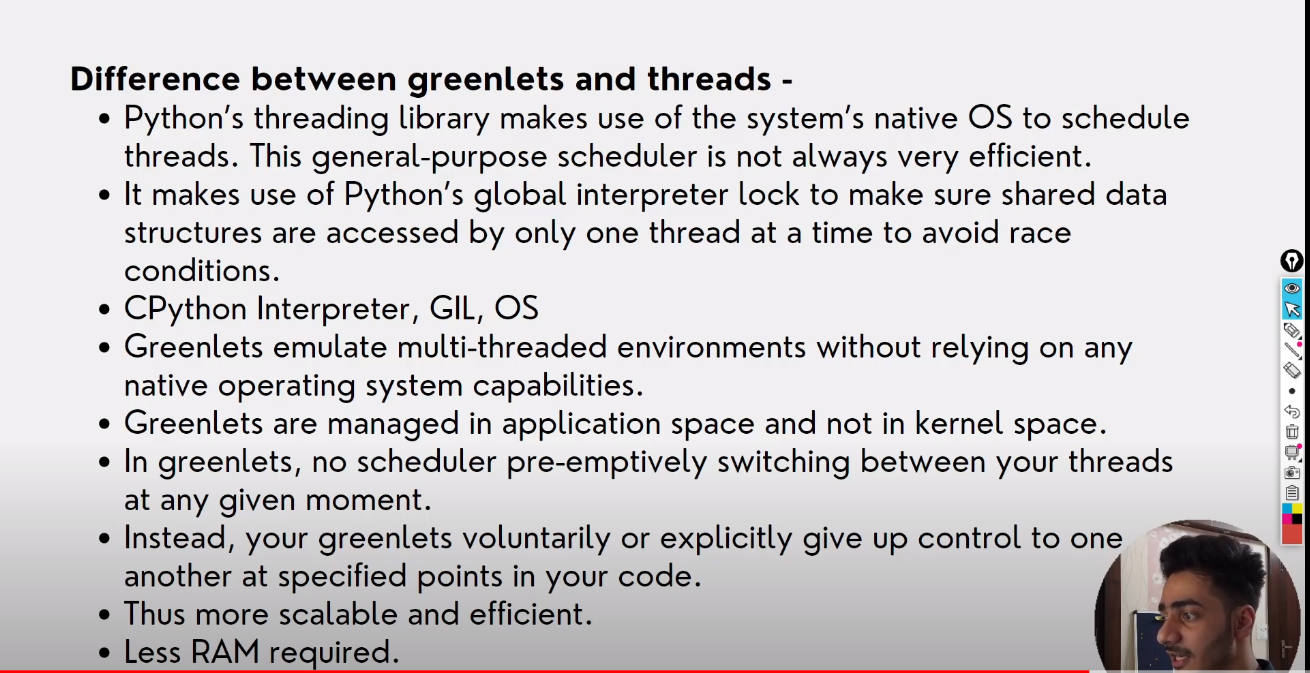 Difference between greenlets and threads -
• Python's threading library makes use of the system's native OS to schedule
threads. This general-purpose scheduler is not always very efficient.
• It makes use of Python's global interpreter lock to make sure shared data
structures are accessed by only one thread at a time to avoid race
conditions.
• CPython Interpreter, GIL, OS
• Greenlets emulate multi-threaded environments without relying on any
native operating system capabilities.
• Greenlets are managed in application space and not in kernel space.
• In greenlets, no scheduler pre-emptively switching between your threads
at any given moment.
• Instead, your greenlets voluntarily or explicitly give up control to one
another at specified points in your code.
• Thus more scalable and efficient.
• Less RAM required.